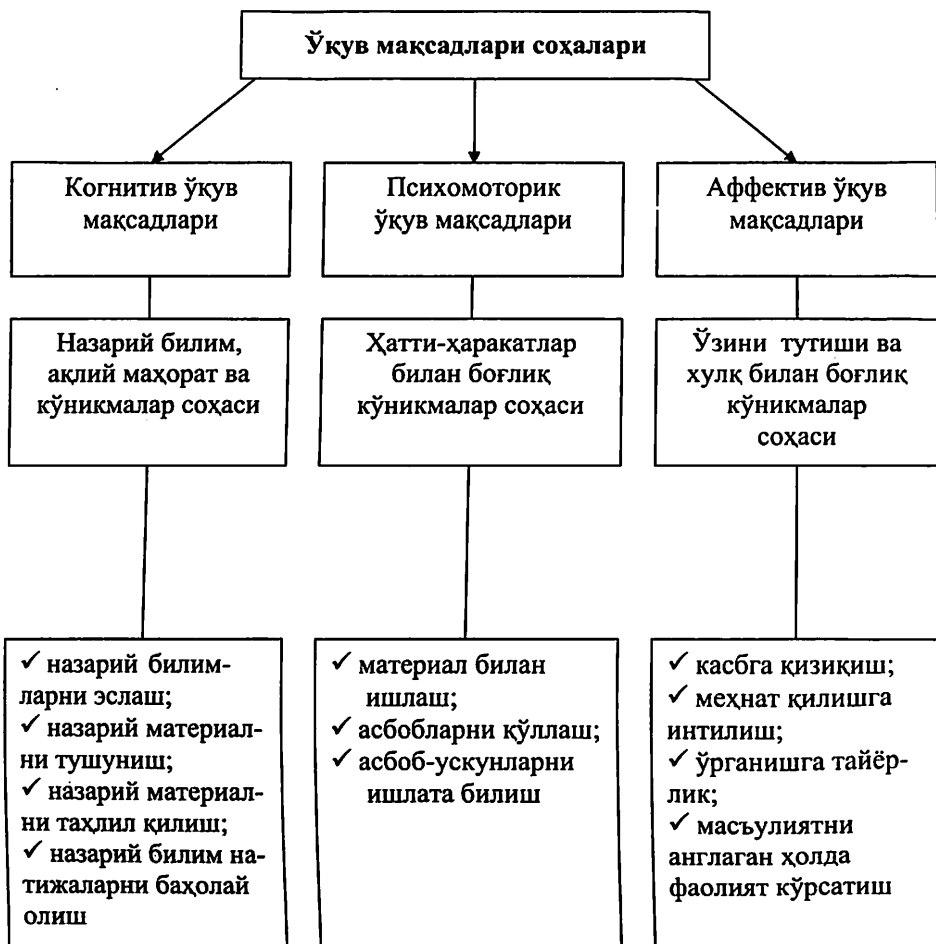 Ўқув мақсадлари соҳалари
Когнитив ўқув
мақсадлари
Психомоторик
ўқув мақсадлари
Аффектив ўқув
мақсадлари
Назарий билим,
ақлий маҳорат ва
кўникмалар соҳаси
Ҳатти-ҳаракатлар
билан боғлиқ
кўникмалар соҳаси
Ўзини тутиши ва
хулқ билан боғлиқ
кўникмалар
соҳаси
✓ назарий билим-
ларни эслаш;
✓ назарий материал-
ни тушуниш;
✓ назарий материал-
ни таҳлил қилиш;
✓ назарий билим на-
тижаларни баҳолай
олиш
✓ материал билан
ишлаш;
✓ асбобларни қўллаш;
✓ асбоб-ускунларни
ишлата билиш
✓ касбга қизиқиш;
✓ меҳнат қилишга
интилиш;
✓ ўрганишга тайёр-
лик;
✓ масъулиятни
англаган ҳолда
фаолият кўрсатиш